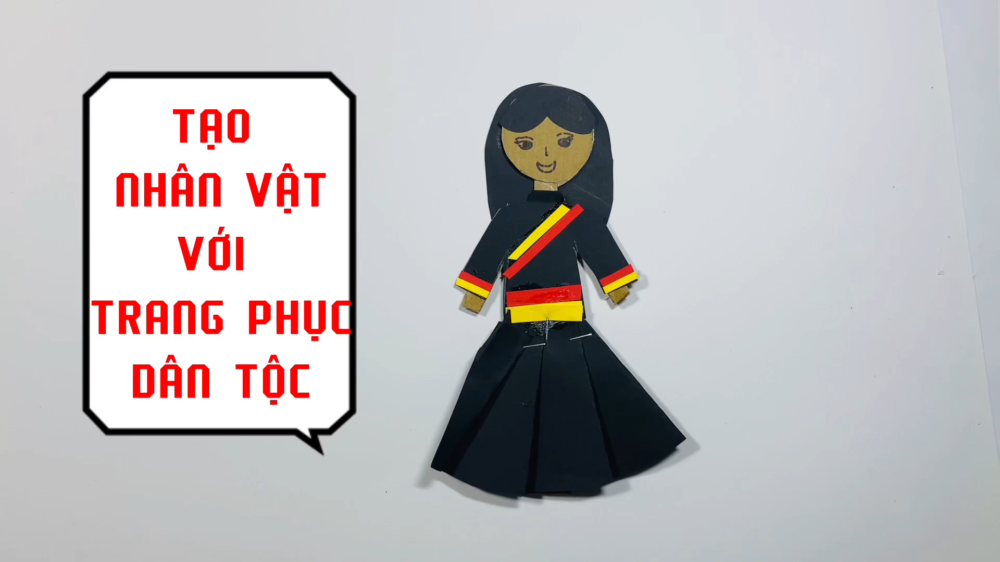 TẠO
NHÂN VẬT
VỚI
TRANG PHỤC
DÂN TỘC